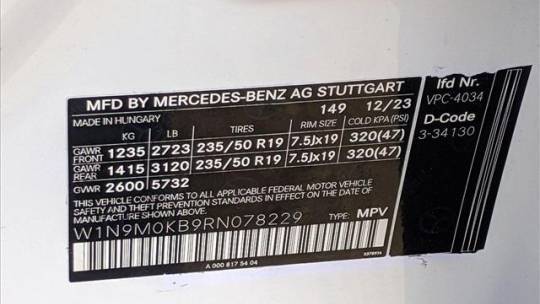 MFD BY MERCEDES-BENZ AG STUTTGART
MADE IN HUNGARY 149 12/23
KG LB TIRES RIM SIZE COLD KPA (PSI)
GAWR FRONT 1235 2723 235/50 R19 7.5Jx19 320(47)
GAWR REAR 1415 3120 235/50 R19 7.5Jx19 320(47)
GWR 2600 5732
THIS VEHICLE CONFORMS TO ALL APPLICABLE FEDERAL MOTOR VEHICLE
SAFETY AND THEFT PREVENTION STANDARDS IN EFFECT ON THE DATE OF
MANUFACTURE SHOWN ABOVE.
W1N9M0KB9RN078229 TYPE: MPV
A 000 817 54 04
lfd Nr.
VPC-4034
D-Code
3-34130